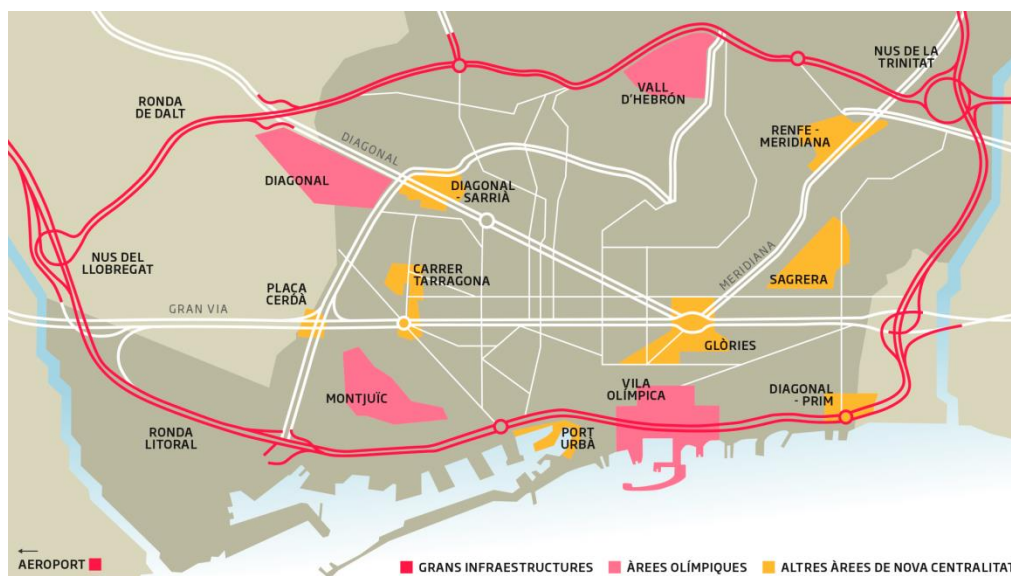 NUS DE LA
TRINITAT
RONDA
DE DALT
VALL
D'HEBRÓN
RENFE -
MERIDIANA
DIAGONAL
DIAGONAL
DIAGONAL
- SARRIÀ
NUS DEL
LLOBREGAT
CARRER
TARRAGONA
MERIDIANA
SAGRERA
PLAÇA
CERDÀ
GRAN VIA
GLÒRIES
MONTJUÏC
VILA
OLÍMPICA
DIAGONAL
- PRIM
RONDA
LITORAL
PORT
URBÀ
← AEROPORT
GRANS INFRAESTRUCTURES
ÀREES OLÍMPIQUES
ALTRES ÀREES DE NOVA CENTRALITAT